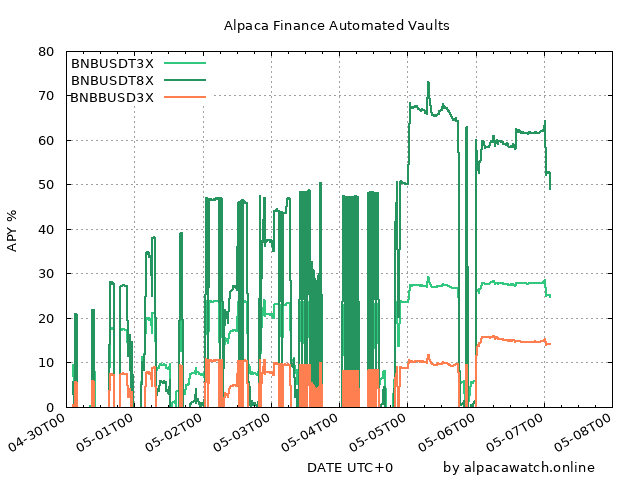 Alpaca Finance Automated Vaults
BNBUSDT3X
BNBUSDT8X
BNBBUSD3X
APY %
80
70
60
50
40
30
20
10
0
04-30T00
05-01T00
05-02T00
05-03T00
05-04T00
05-05T00
05-06T00
05-07T00
05-08T00
DATE UTC+0
by alpacawatch.online